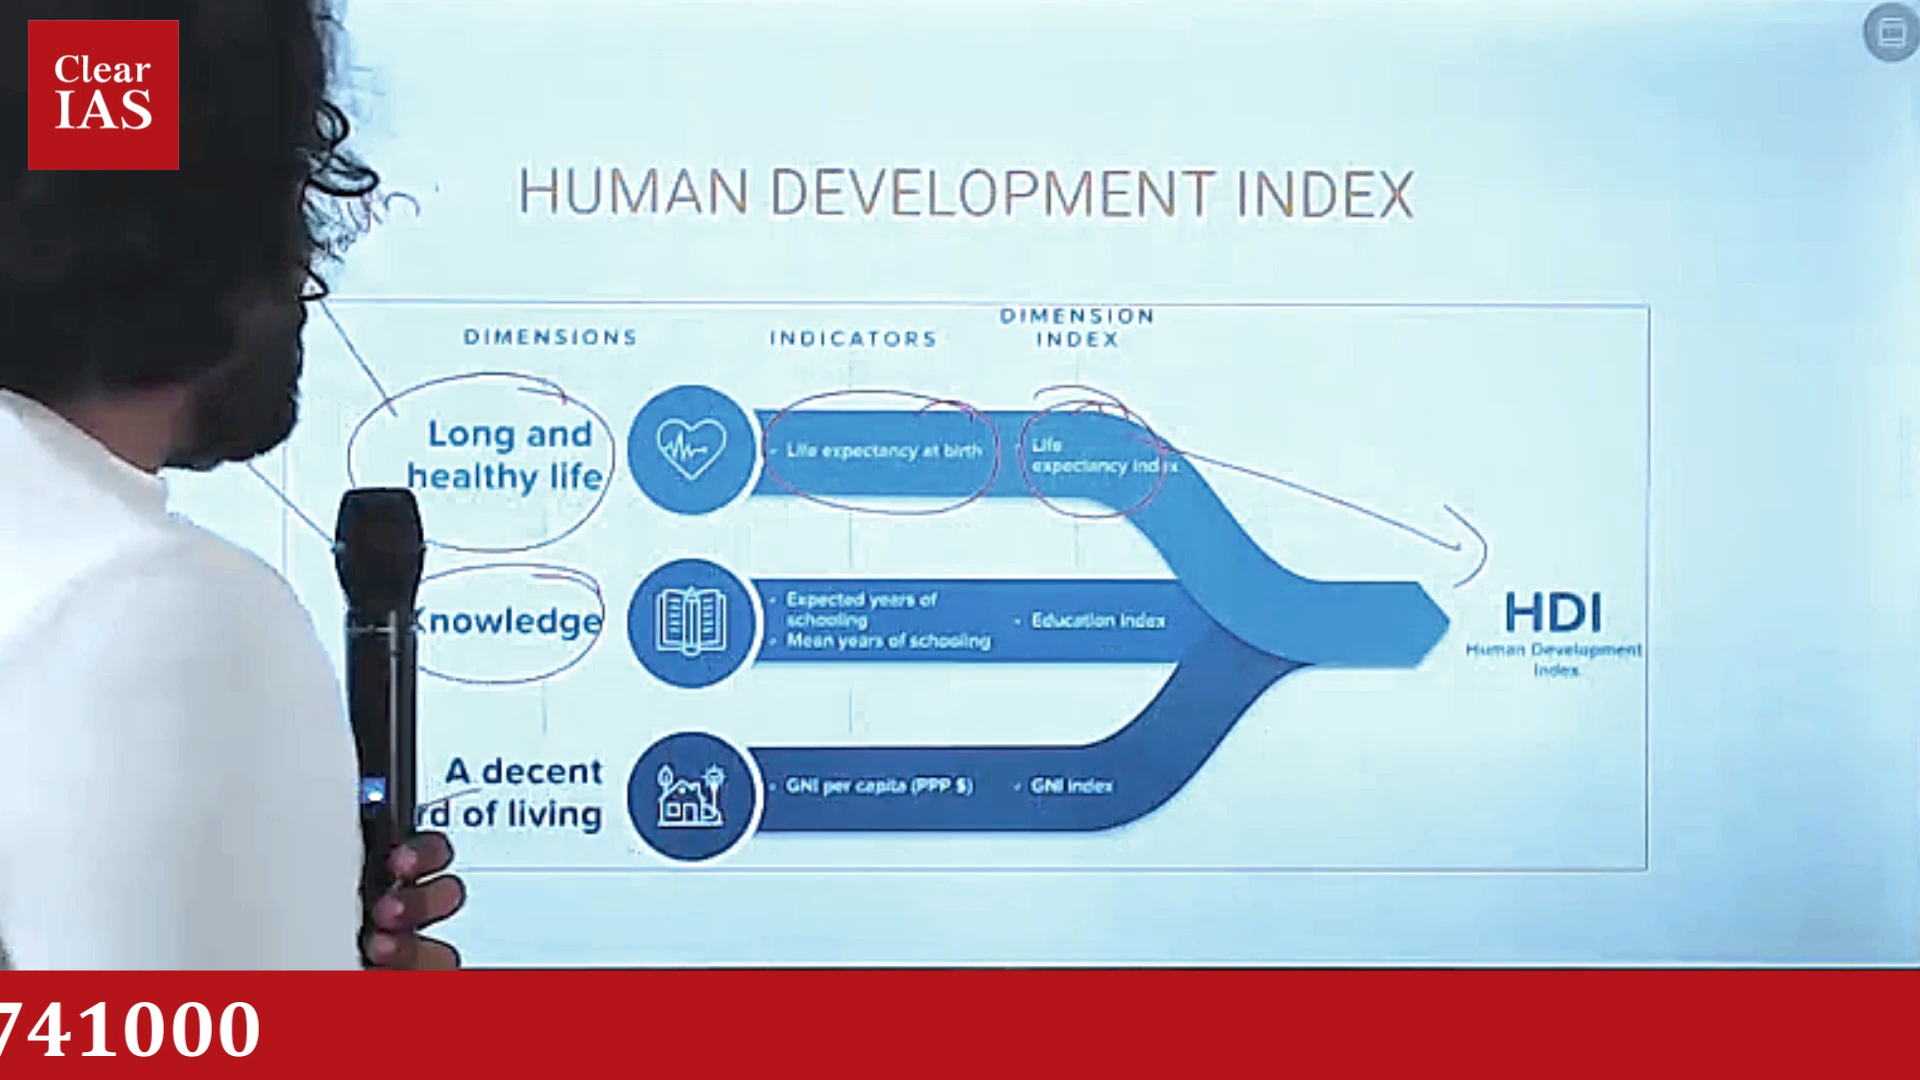 Clear
IAS
HUMAN DEVELOPMENT INDEX
DIMENSIONS
INDICATORS
DIMENSION
INDEX
Long and
healthy life
Life expectancy at birth
Life
expectancy index
Knowledge
Expected years of
schooling
Mean years of schooling
Education Index
A decent
rd of living
GNI per capita (PPP $)
GNI Index
HDI
Human Development
Index
741000